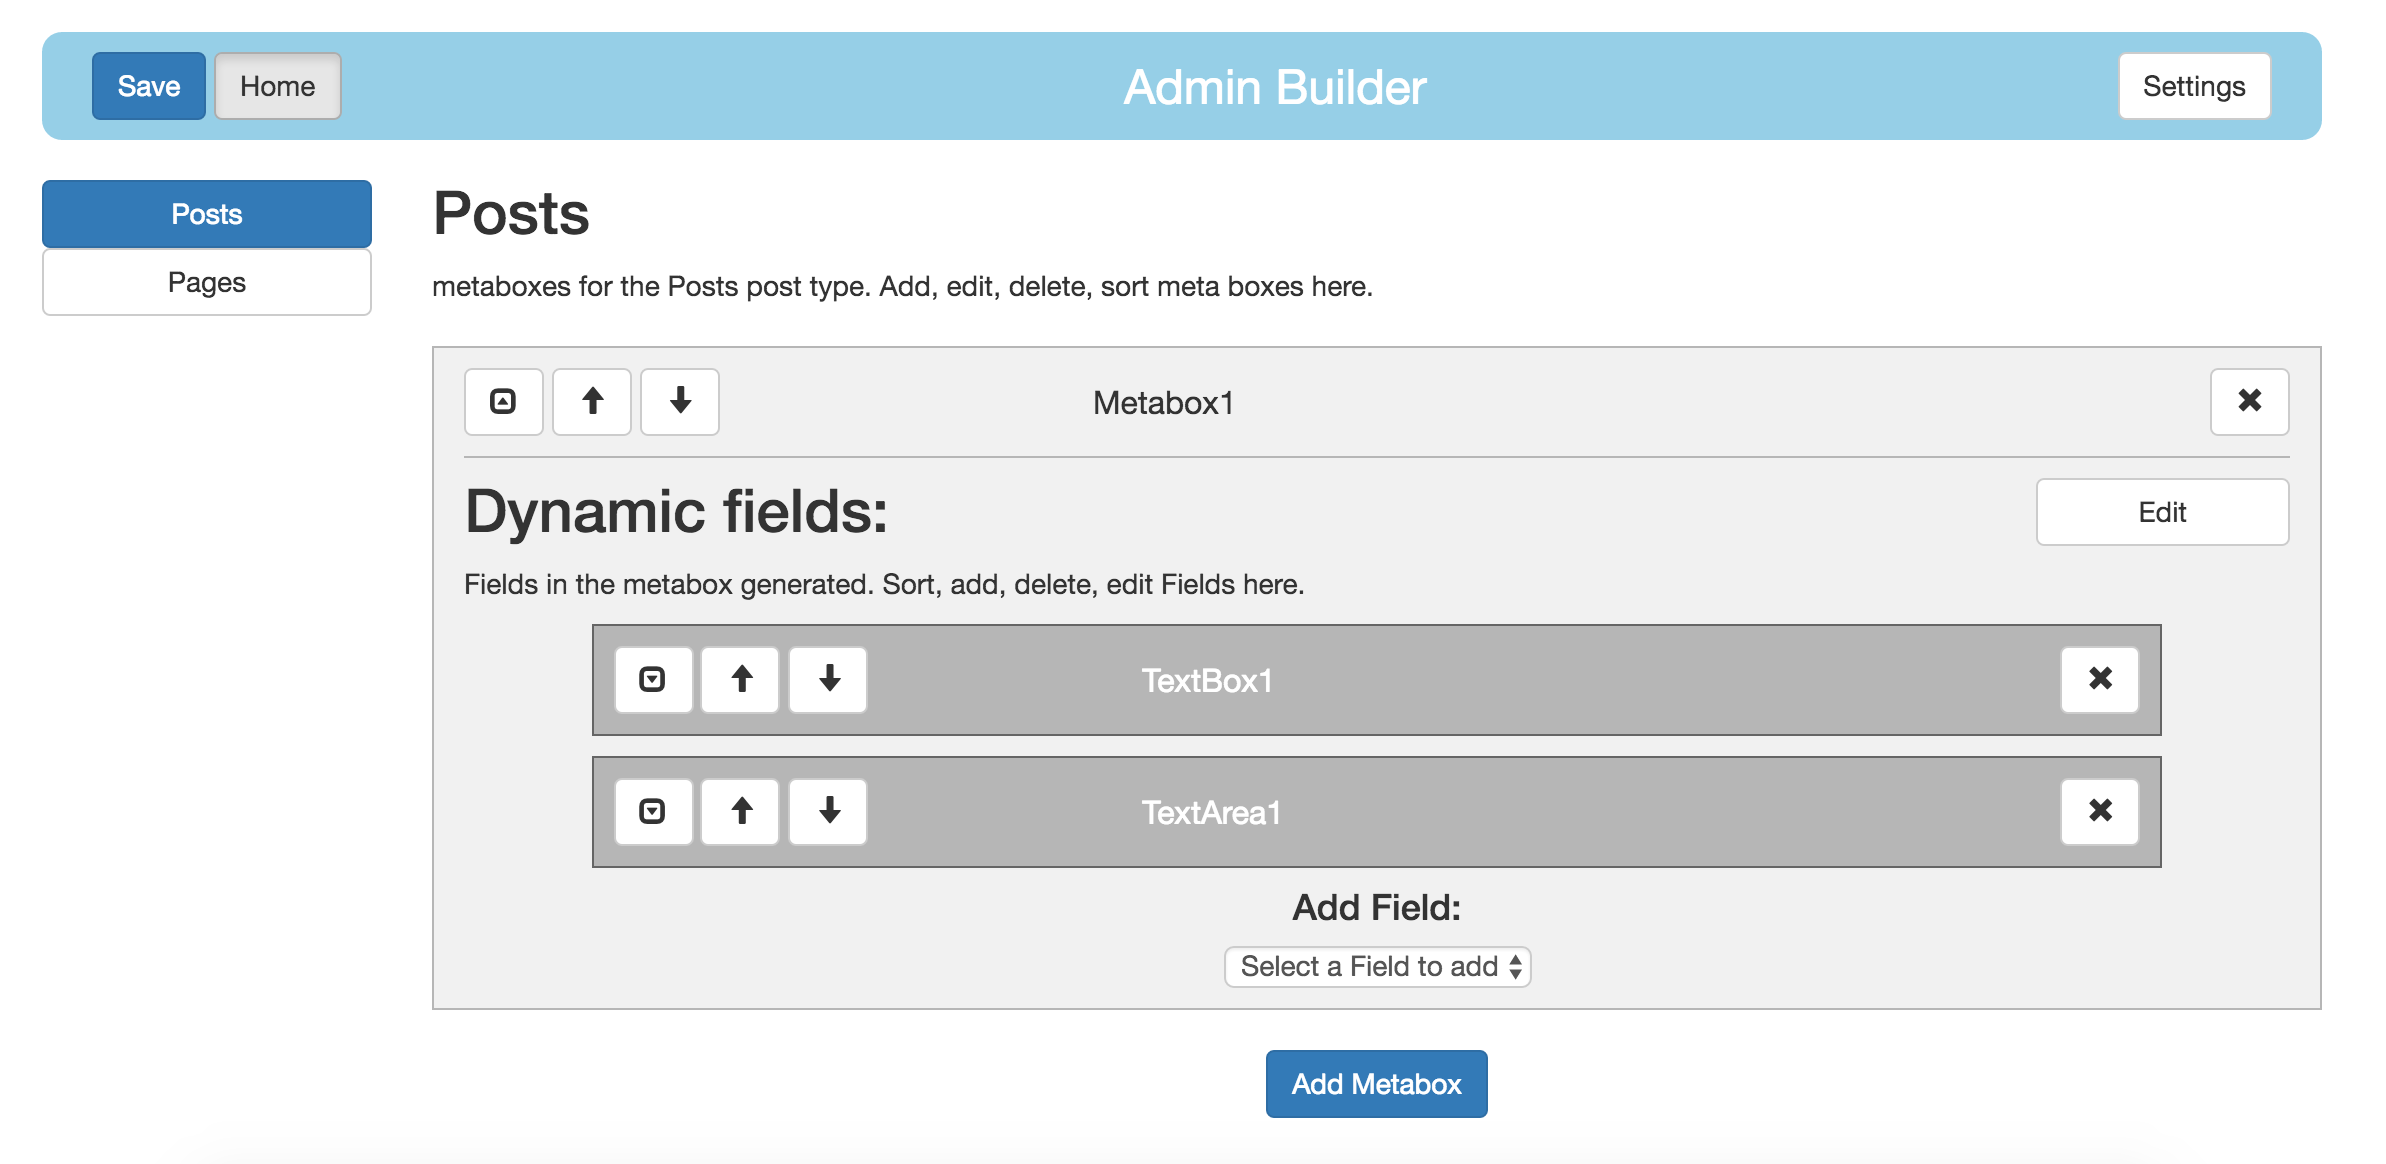 Save Home Admin Builder Settings
Posts
Pages
Posts
metaboxes for the Posts post type. Add, edit, delete, sort meta boxes here.
Metabox1
Dynamic fields:
Edit
Fields in the metabox generated. Sort, add, delete, edit Fields here.
TextBox1
TextArea1
Add Field:
Select a Field to add
Add Metabox